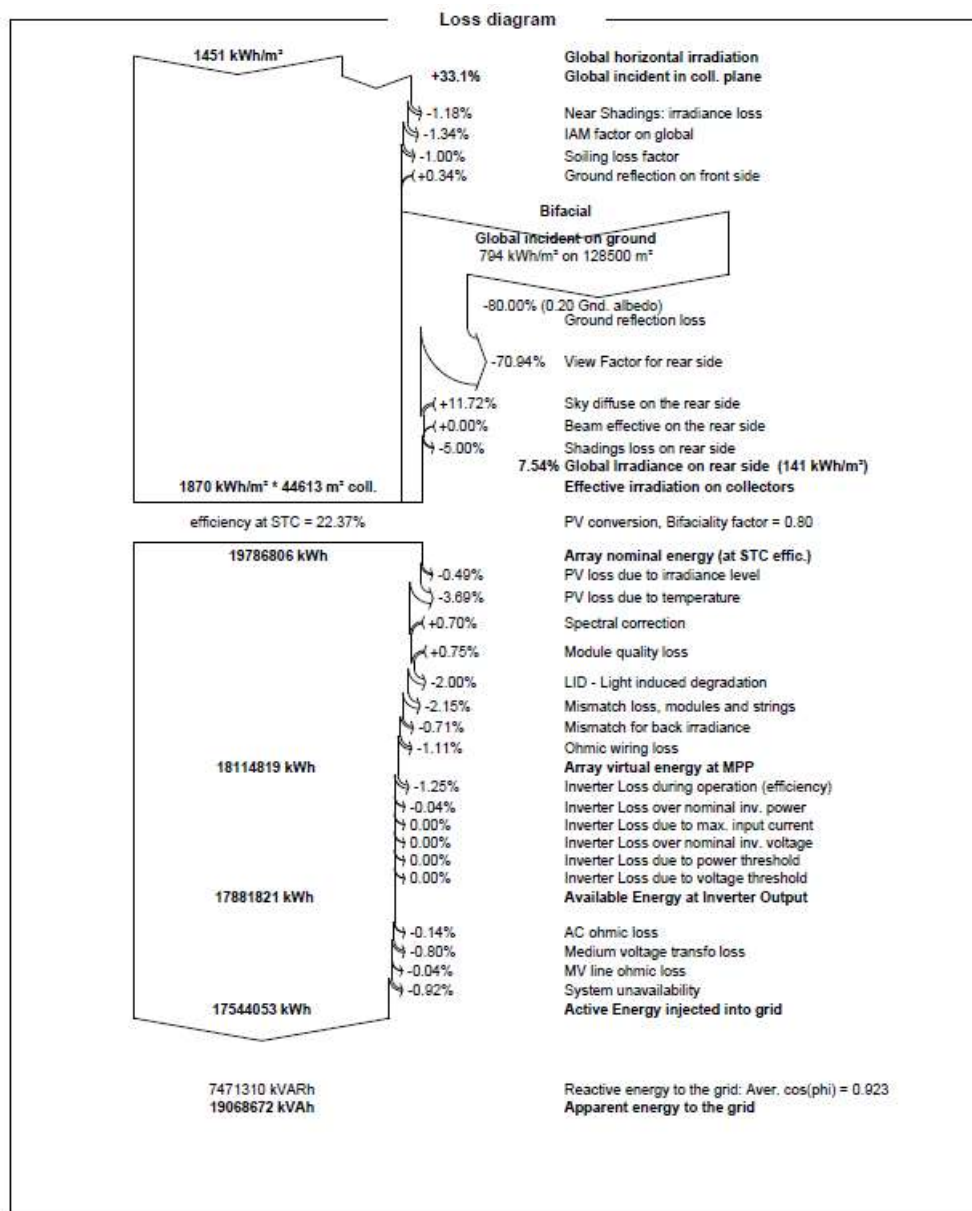 Loss diagram
1451 kWh/m² Global horizontal irradiation
+33.1% Global incident in coll. plane
-1.18% Near Shadings: irradiance loss
-1.34% IAM factor on global
-1.00% Soiling loss factor
+0.34% Ground reflection on front side
Bifacial
Global incident on ground
794 kWh/m² on 128500 m²
-80.00% (0.20 Gnd. albedo)
Ground reflection loss
-70.94% View Factor for rear side
+11.72% Sky diffuse on the rear side
+0.00% Beam effective on the rear side
-5.00% Shadings loss on rear side
7.54% Global Irradiance on rear side (141 kWh/m²)
1870 kWh/m² * 44613 m² coll. Effective irradiation on collectors
efficiency at STC = 22.37% PV conversion, Bifaciality factor = 0.80
19786806 kWh Array nominal energy (at STC effic.)
-0.49% PV loss due to irradiance level
-3.69% PV loss due to temperature
+0.70% Spectral correction
+0.75% Module quality loss
-2.00% LID - Light induced degradation
-2.15% Mismatch loss, modules and strings
-0.71% Mismatch for back irradiance
-1.11% Ohmic wiring loss
18114819 kWh Array virtual energy at MPP
-1.25% Inverter Loss during operation (efficiency)
-0.04% Inverter Loss over nominal inv. power
0.00% Inverter Loss due to max. input current
0.00% Inverter Loss over nominal inv. voltage
0.00% Inverter Loss due to power threshold
0.00% Inverter Loss due to voltage threshold
17881821 kWh Available Energy at Inverter Output
-0.14% AC ohmic loss
-0.80% Medium voltage transfo loss
-0.04% MV line ohmic loss
-0.92% System unavailability
17544053 kWh Active Energy injected into grid
7471310 kVARh Reactive energy to the grid: Aver. cos(phi) = 0.923
19068672 kVAh Apparent energy to the grid